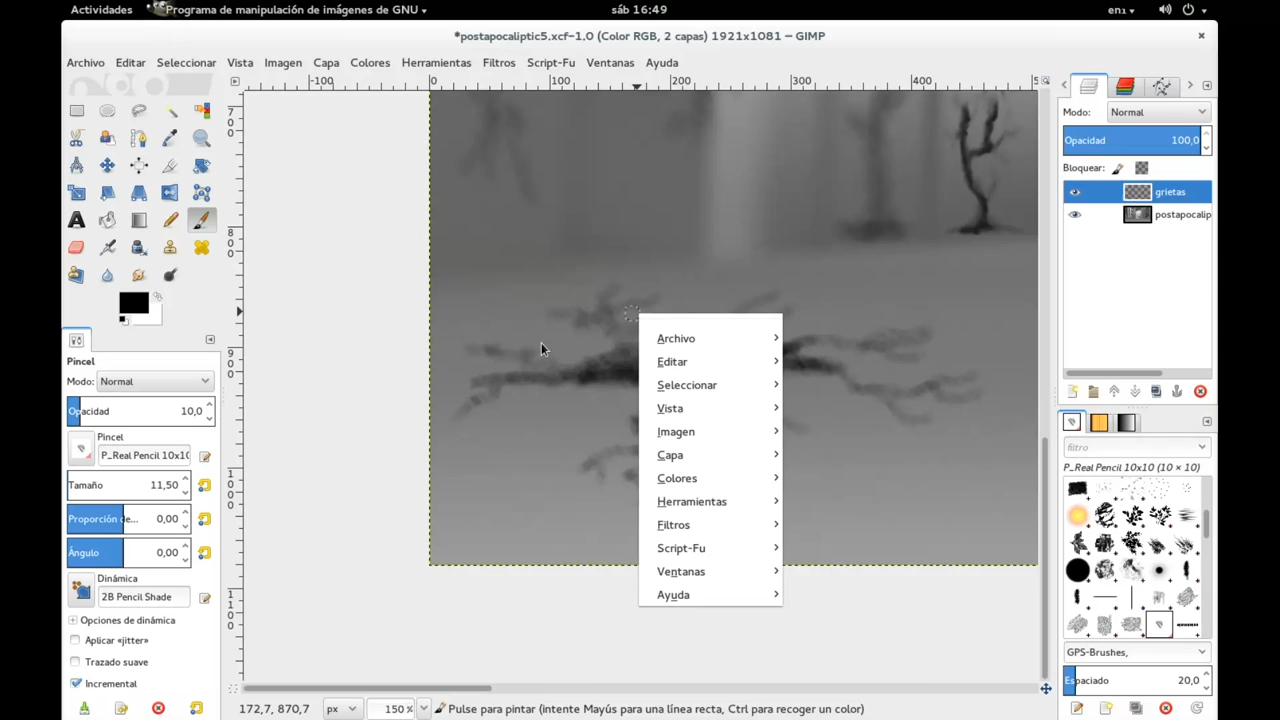 Actividades
Programa de manipulación de imágenes de GNU
sáb 16:49
en₁
*postapocaliptic5.xcf-1.0 (Color RGB, 2 capas) 1921x1081 – GIMP
Archivo Editar Seleccionar Vista Imagen Capa Colores Herramientas Filtros Script-Fu Ventanas Ayuda
-100 0 100 200 300 400 5
Modo: Normal
Opacidad 100,0
Bloquear:
grietas
postapocalip
700
800
900
1000
1100
Pincel
Modo: Normal
Opacidad 10,0
Pincel
P_Real Pencil 10x10
Tamaño 11,50
Proporción de... 0,00
Ángulo 0,00
Dinámica
2B Pencil Shade
Opciones de dinámica
Aplicar «jitter»
Trazado suave
Incremental
Archivo
Editar
Seleccionar
Vista
Imagen
Capa
Colores
Herramientas
Filtros
Script-Fu
Ventanas
Ayuda
filtro
P_Real Pencil 10x10 (10 × 10)
GPS-Brushes,
Espaciado 20,0
172,7, 870,7 px 150 % Pulse para pintar (intente Mayús para una línea recta, Ctrl para recoger un color)